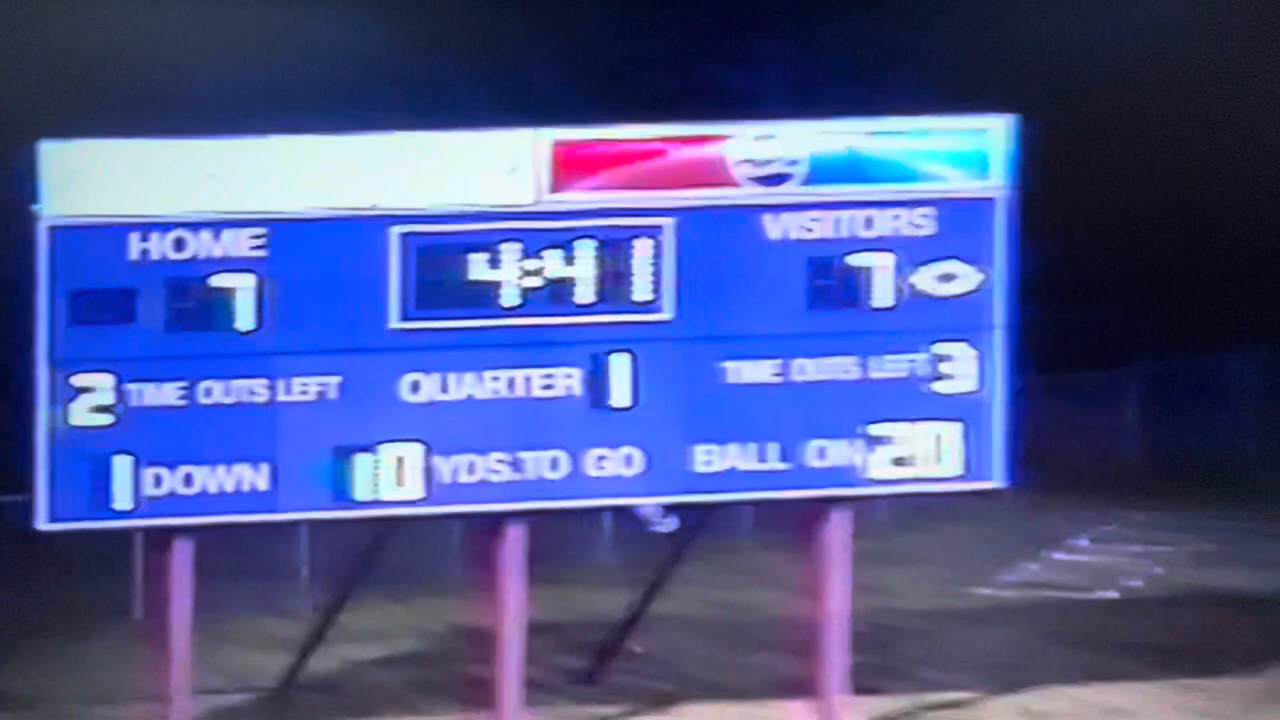 HOME 4:41 VISITORS
7 7
2 TIME OUTS LEFT QUARTER 1 TIME OUTS LEFT 3
1 DOWN 10 YDS.TO GO BALL ON 20